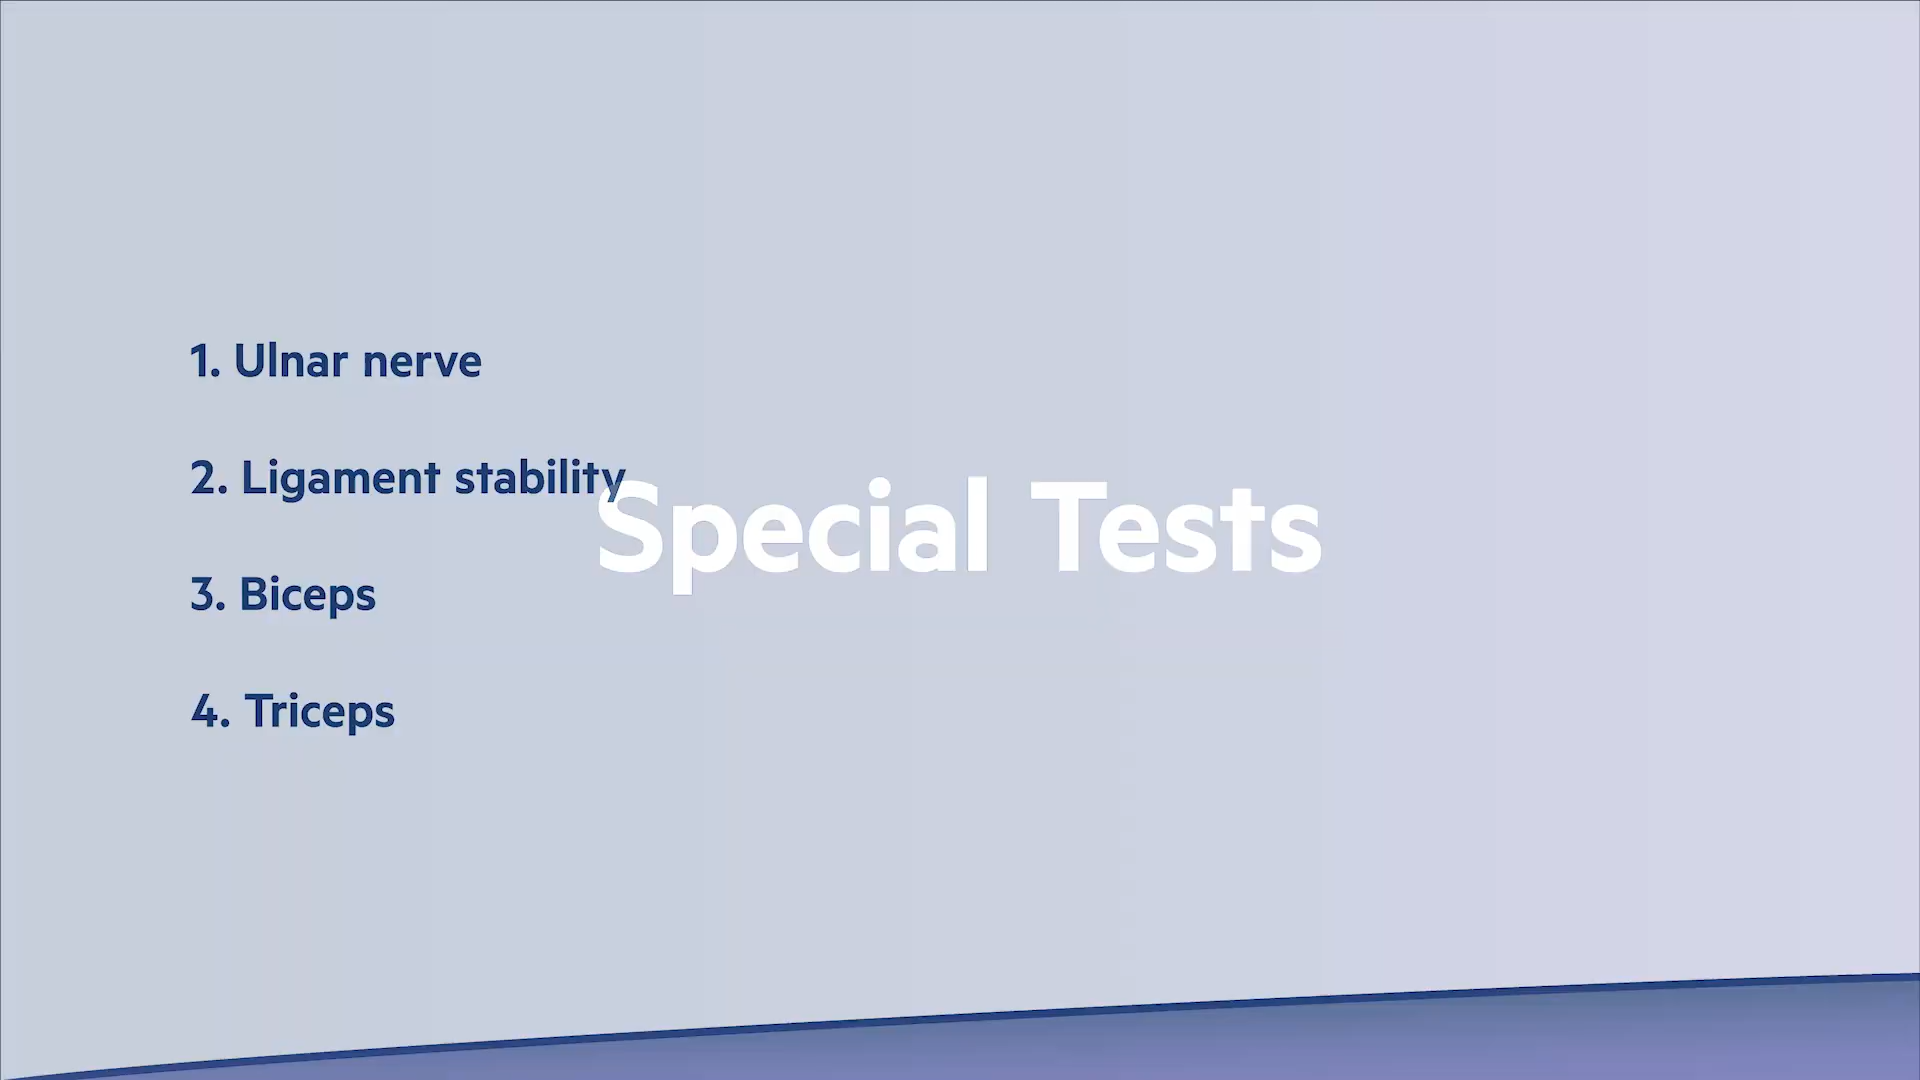 1. Ulnar nerve
2. Ligament stability
Special Tests
3. Biceps
4. Triceps